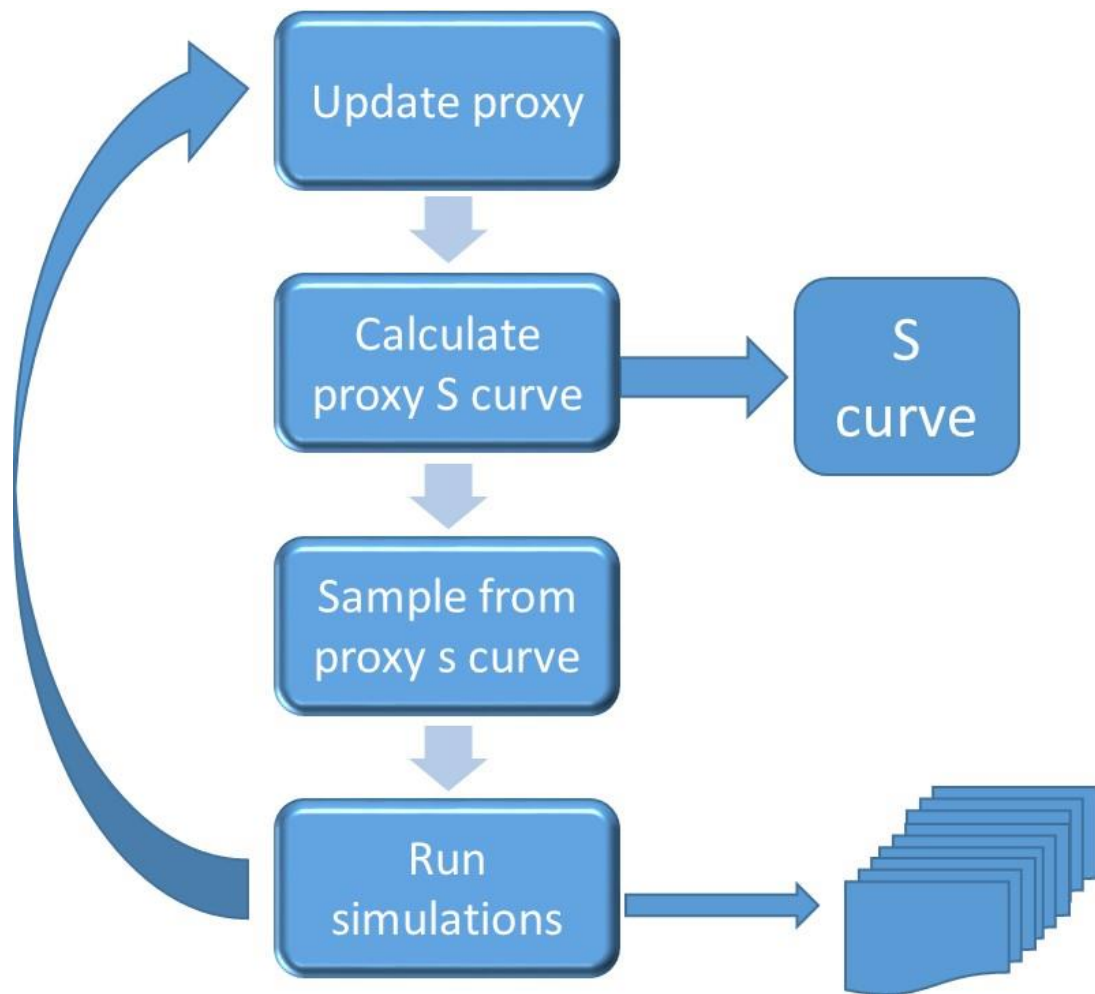 Update proxy
Calculate
proxy S curve
S
curve
Sample from
proxy s curve
Run
simulations